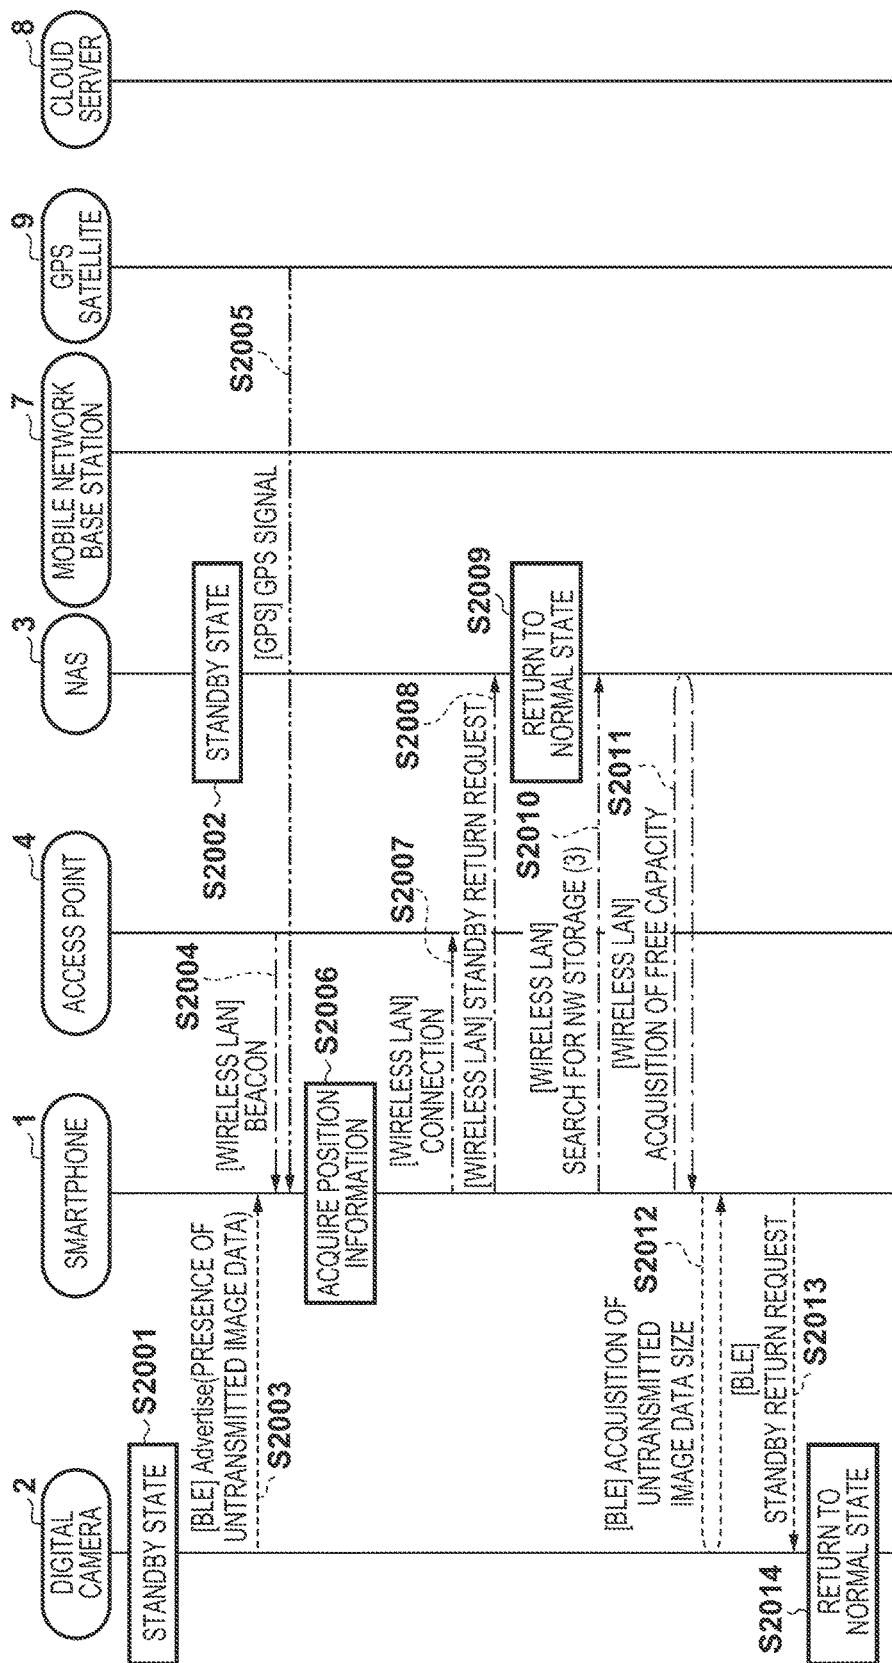 2
DIGITAL
CAMERA
1
SMARTPHONE
4
ACCESS POINT
3
NAS
7
MOBILE NETWORK
BASE STATION
9
GPS
SATELLITE
8
CLOUD
SERVER
STANDBY STATE
S2001
STANDBY STATE
S2002
[BLE] Advertise(PRESENCE OF
UNTRANSMITTED IMAGE DATA)
S2003
[WIRELESS LAN]
BEACON
S2004
[GPS] GPS SIGNAL
S2005
ACQUIRE POSITION
INFORMATION
S2006
[WIRELESS LAN]
CONNECTION
S2007
[WIRELESS LAN] STANDBY RETURN REQUEST
S2008
RETURN TO
NORMAL STATE
S2009
[WIRELESS LAN]
SEARCH FOR NW STORAGE (3)
S2010
[WIRELESS LAN]
ACQUISITION OF FREE CAPACITY
S2011
[BLE] ACQUISITION OF
UNTRANSMITTED
IMAGE DATA SIZE
S2012
[BLE]
STANDBY RETURN REQUEST
S2013
RETURN TO
NORMAL STATE
S2014